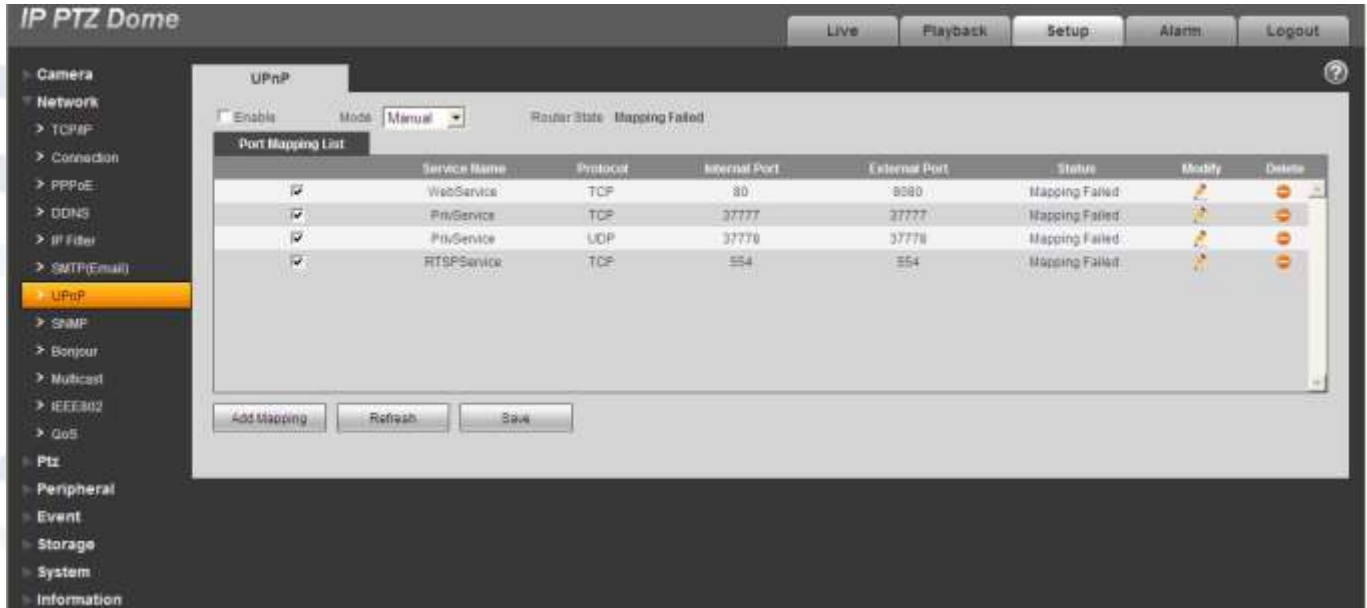 IP PTZ Dome
Live Playback Setup Alarm Logout
Camera
Network
> TCP/IP
> Connection
> PPPoE
> DDNS
> IP Filter
> SMTP(Email)
> UPnP
> SNMP
> Bonjour
> Multicast
> IEEE802
> QoS
Ptz
Peripheral
Event
Storage
System
Information
UPnP
?
Enable Mode Manual Router State Mapping Failed
Port Mapping List
Service Name Protocol Internal Port External Port Status Modify Delete
WebService TCP 80 8080 Mapping Failed
PrivService TCP 37777 37777 Mapping Failed
PrivService UDP 37778 37778 Mapping Failed
RTSPService TCP 554 554 Mapping Failed
Add Mapping Refresh Save